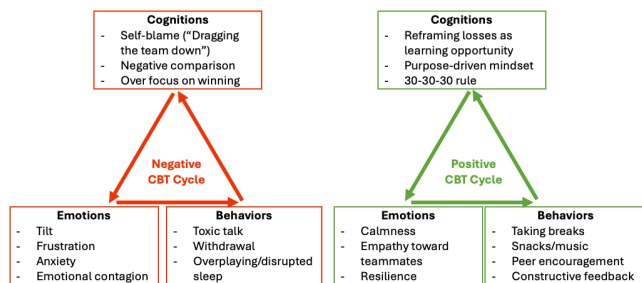 Cognitions
- Self-blame (“Dragging
the team down”)
- Negative comparison
- Over focus on winning
Negative
CBT Cycle
Emotions
- Tilt
- Frustration
- Anxiety
- Emotional contagion
Behaviors
- Toxic talk
- Withdrawal
- Overplaying/disrupted
sleep
Cognitions
- Reframing losses as
learning opportunity
- Purpose-driven mindset
- 30-30-30 rule
Positive
CBT Cycle
Emotions
- Calmness
- Empathy toward
teammates
- Resilience
Behaviors
- Taking breaks
- Snacks/music
- Peer encouragement
- Constructive feedback